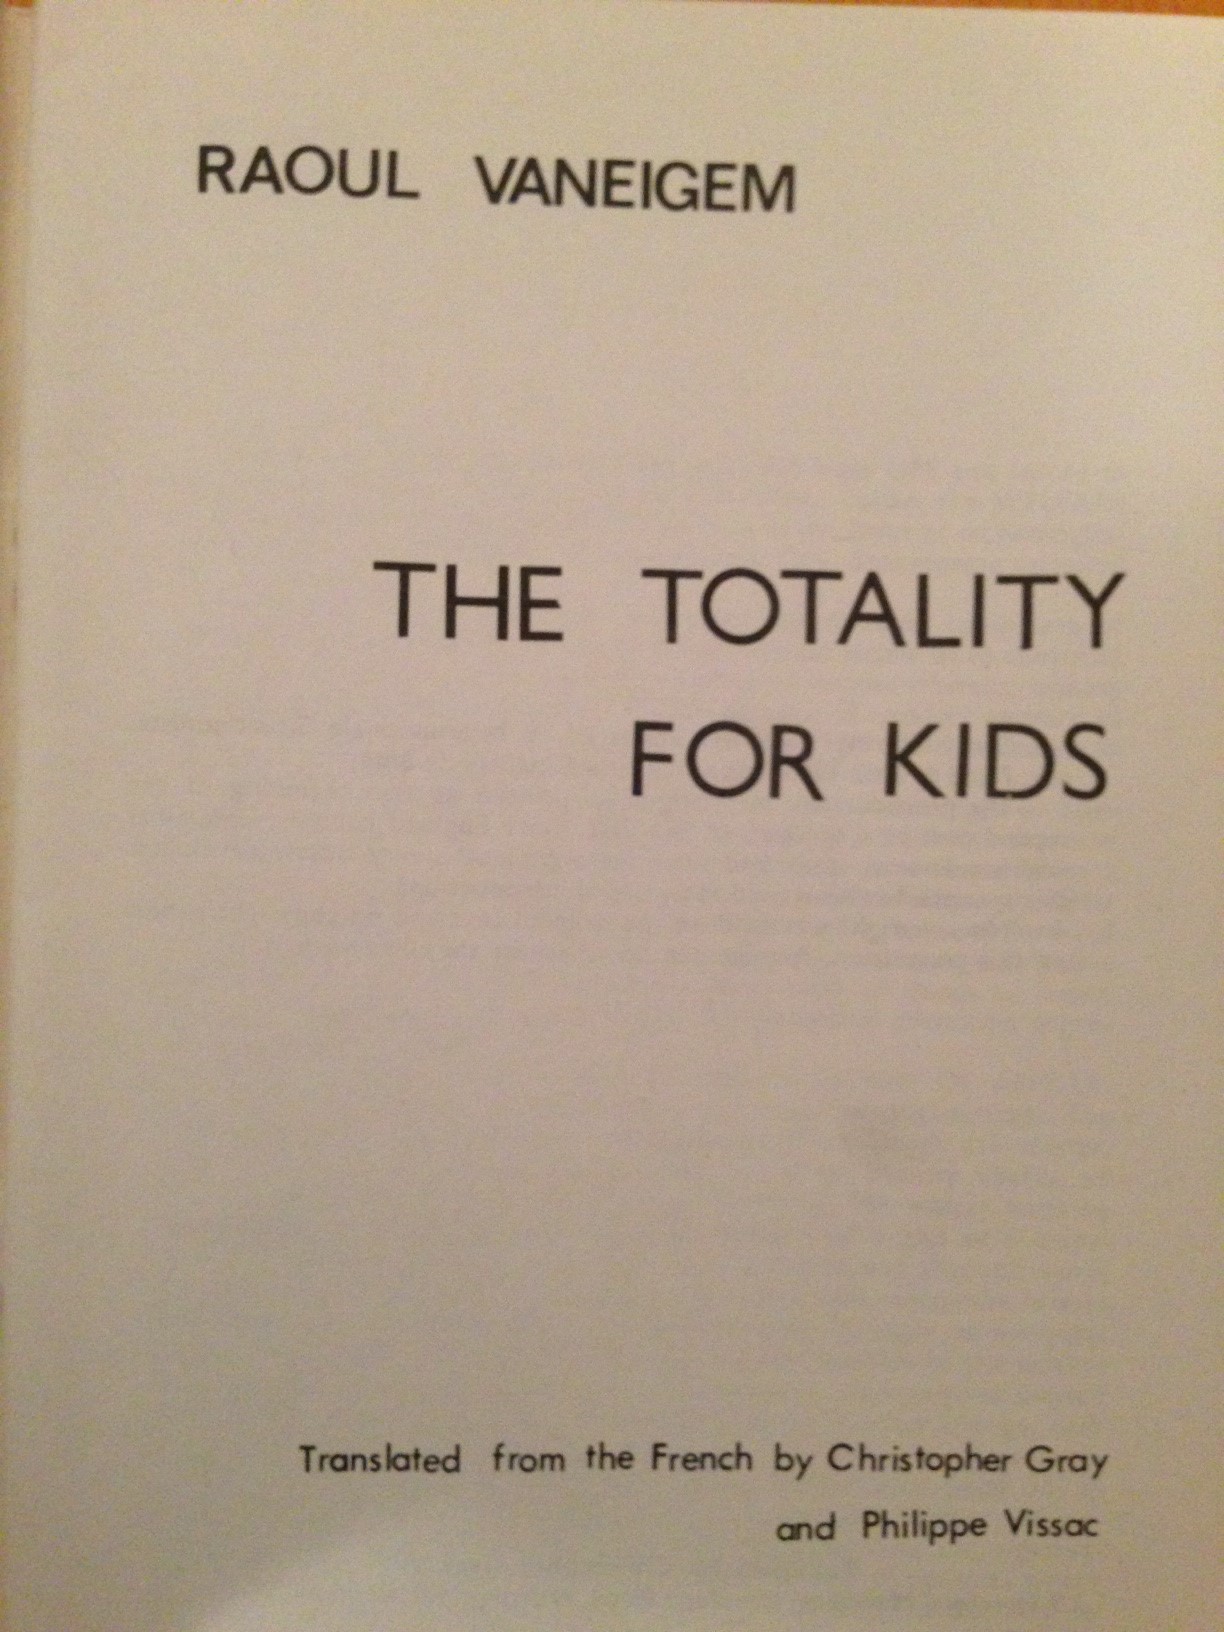 RAOUL VANEIGEM
THE TOTALITY
FOR KIDS
Translated from the French by Christopher Gray
and Philippe Vissac